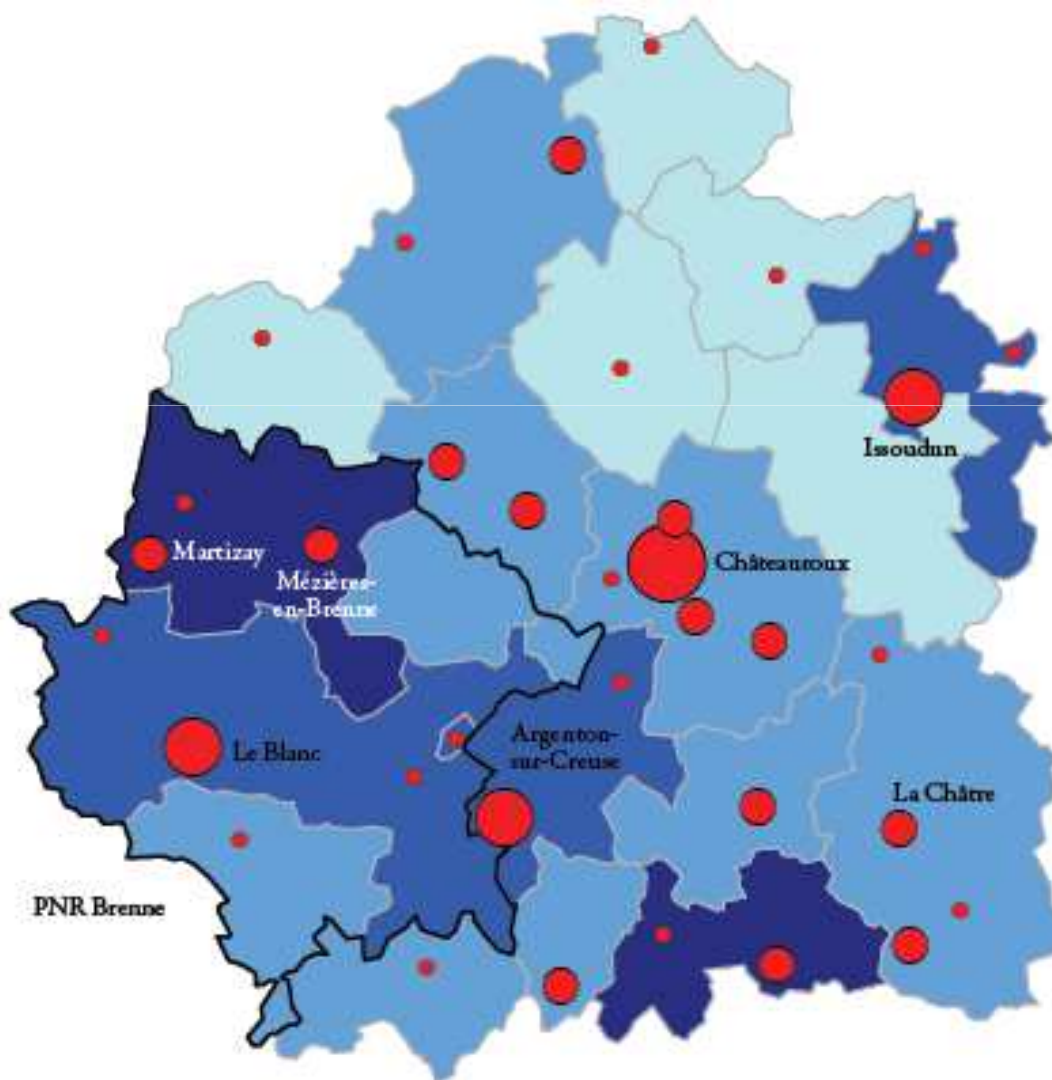 Issoudun
Martizay
Mézières-
en-Brenne
Châteauroux
Le Blanc
Argenton-
sur-Creuse
La Châtre
PNR Brenne